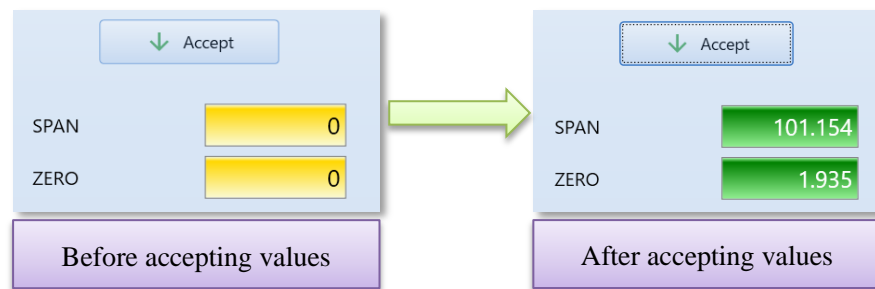 Accept
SPAN 0
ZERO 0
Before accepting values
Accept
SPAN 101.154
ZERO 1.935
After accepting values